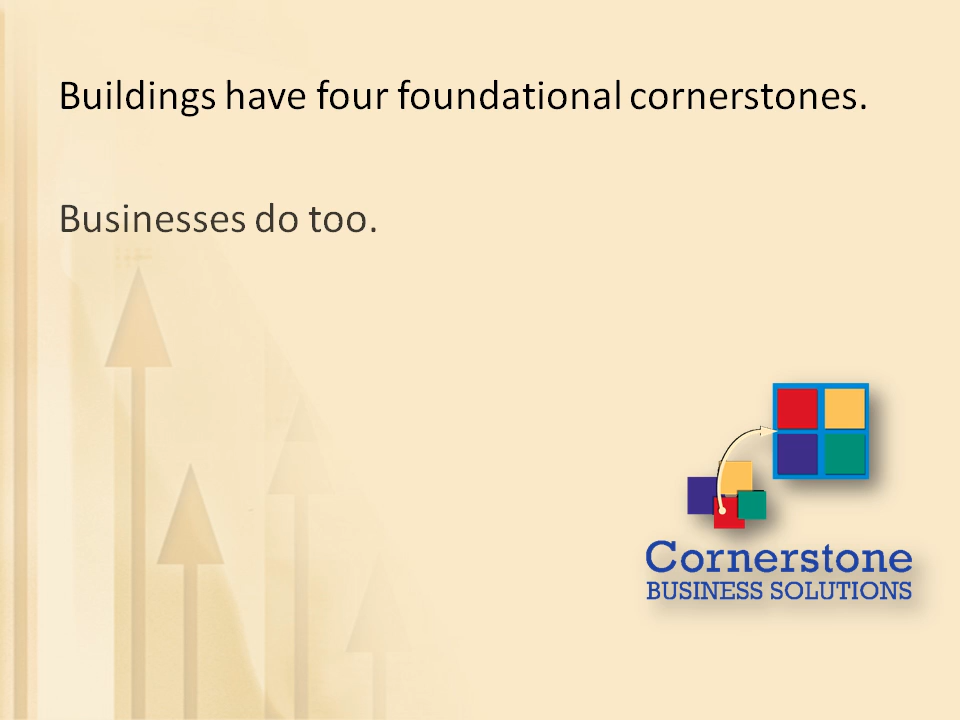 Buildings have four foundational cornerstones.
Businesses do too.
Cornerstone
BUSINESS SOLUTIONS